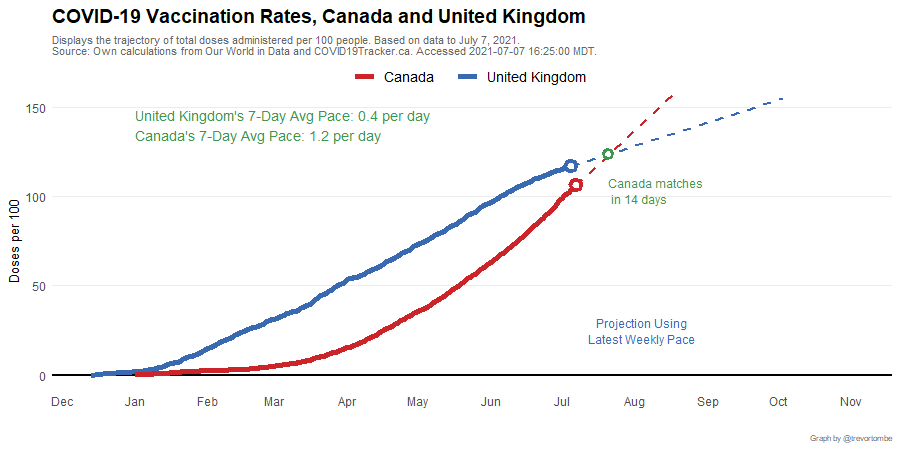 COVID-19 Vaccination Rates, Canada and United Kingdom
Displays the trajectory of total doses administered per 100 people. Based on data to July 7, 2021.
Source: Own calculations from Our World in Data and COVID19Tracker.ca. Accessed 2021-07-07 16:25:00 MDT.
Canada United Kingdom
United Kingdom's 7-Day Avg Pace: 0.4 per day
Canada's 7-Day Avg Pace: 1.2 per day
Canada matches
in 14 days
Projection Using
Latest Weekly Pace
Doses per 100
150
100
50
0
Dec Jan Feb Mar Apr May Jun Jul Aug Sep Oct Nov
Graph by @trevortombe